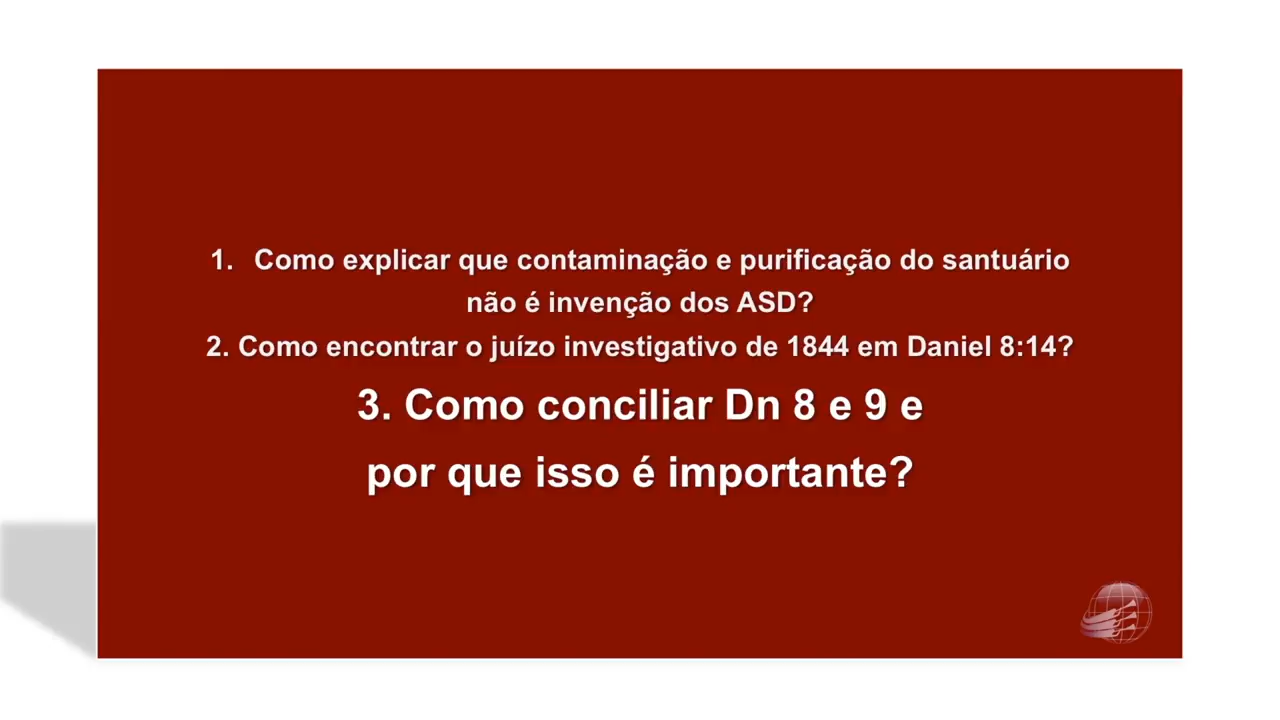 1. Como explicar que contaminação e purificação do santuário
não é invenção dos ASD?
2. Como encontrar o juízo investigativo de 1844 em Daniel 8:14?
3. Como conciliar Dn 8 e 9 e
por que isso é importante?